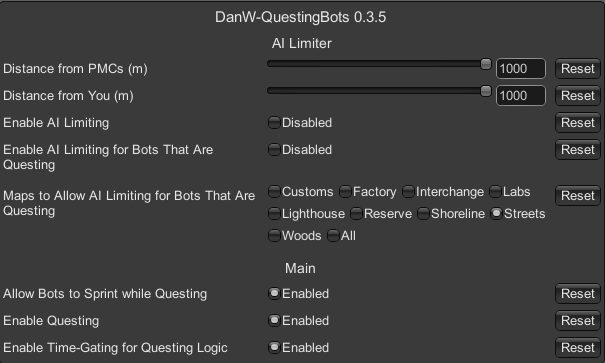 DanW-QuestingBots 0.3.5
AI Limiter
Distance from PMCs (m) 1000 Reset
Distance from You (m) 1000 Reset
Enable AI Limiting Disabled Reset
Enable AI Limiting for Bots That Are
Questing Disabled Reset
Maps to Allow AI Limiting for Bots That Are
Questing Customs Factory Interchange Labs Reset
Lighthouse Reserve Shoreline Streets
Woods All
Main
Allow Bots to Sprint while Questing Enabled Reset
Enable Questing Enabled Reset
Enable Time-Gating for Questing Logic Enabled Reset